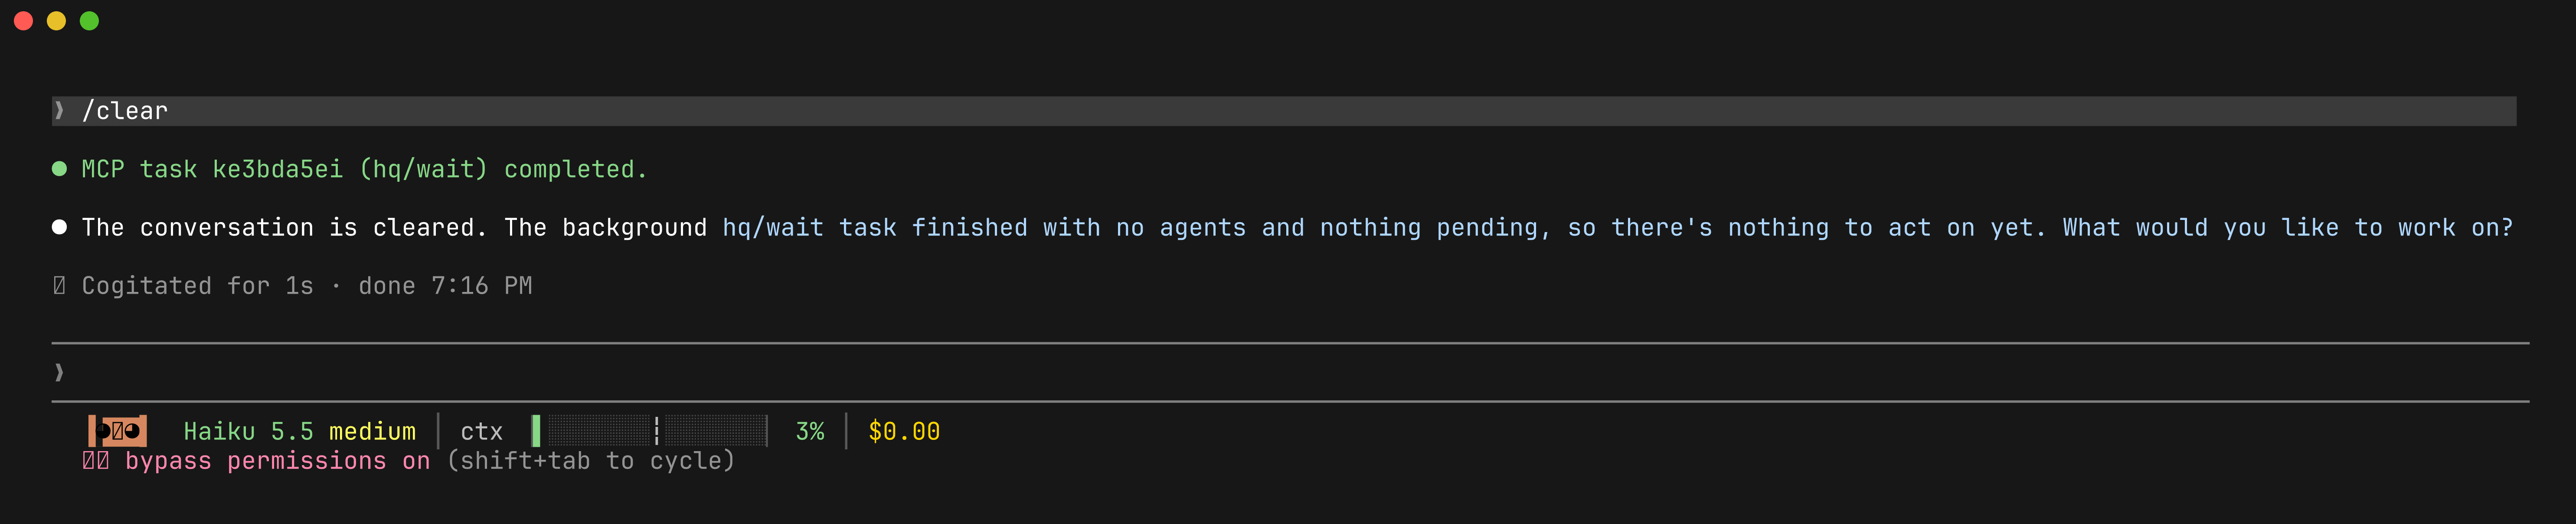 ❯ /clear
● MCP task ke3bda5ei (hq/wait) completed.
● The conversation is cleared. The background hq/wait task finished with no agents and nothing pending, so there's nothing to act on yet. What would you like to work on?
Cogitated for 1s · done 7:16 PM
❯
Haiku 5.5 medium │ ctx 3% │ $0.00
bypass permissions on (shift+tab to cycle)